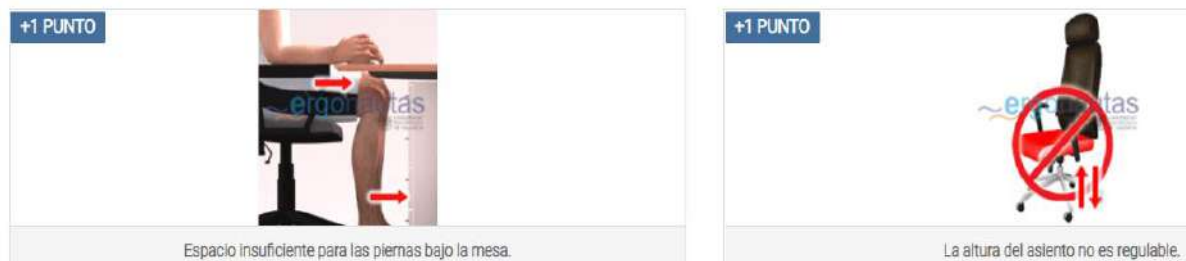 +1 PUNTO
ergonautas
Espacio insuficiente para las piernas bajo la mesa.
+1 PUNTO
La altura del asiento no es regulable.